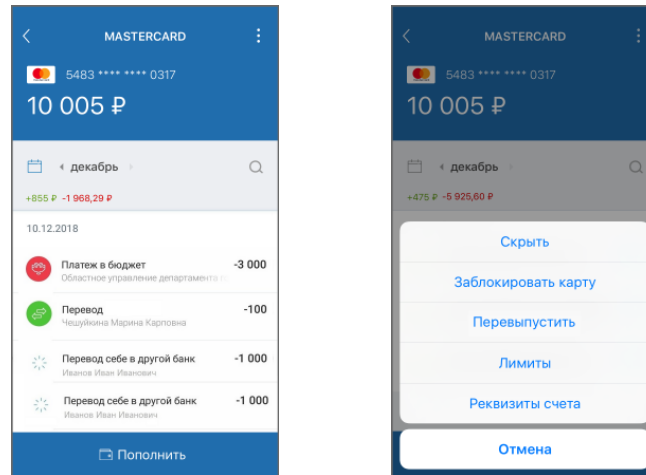 MASTERCARD
5483 **** **** 0317
10 005 ₽
декабрь
+855 ₽ -1 968,29 ₽
10.12.2018
Платеж в бюджет -3 000
Областное управление департамента
Перевод -100
Чешуйкина Марина Карповна
Перевод себе в другой банк -1 000
Иванов Иван Иванович
Перевод себе в другой банк -1 000
Иванов Иван Иванович
Пополнить
MASTERCARD
5483 **** **** 0317
10 005 ₽
декабрь
+475 ₽ -5 925,60 ₽
Скрыть
Заблокировать карту
Перевыпустить
Лимиты
Реквизиты счета
Отмена